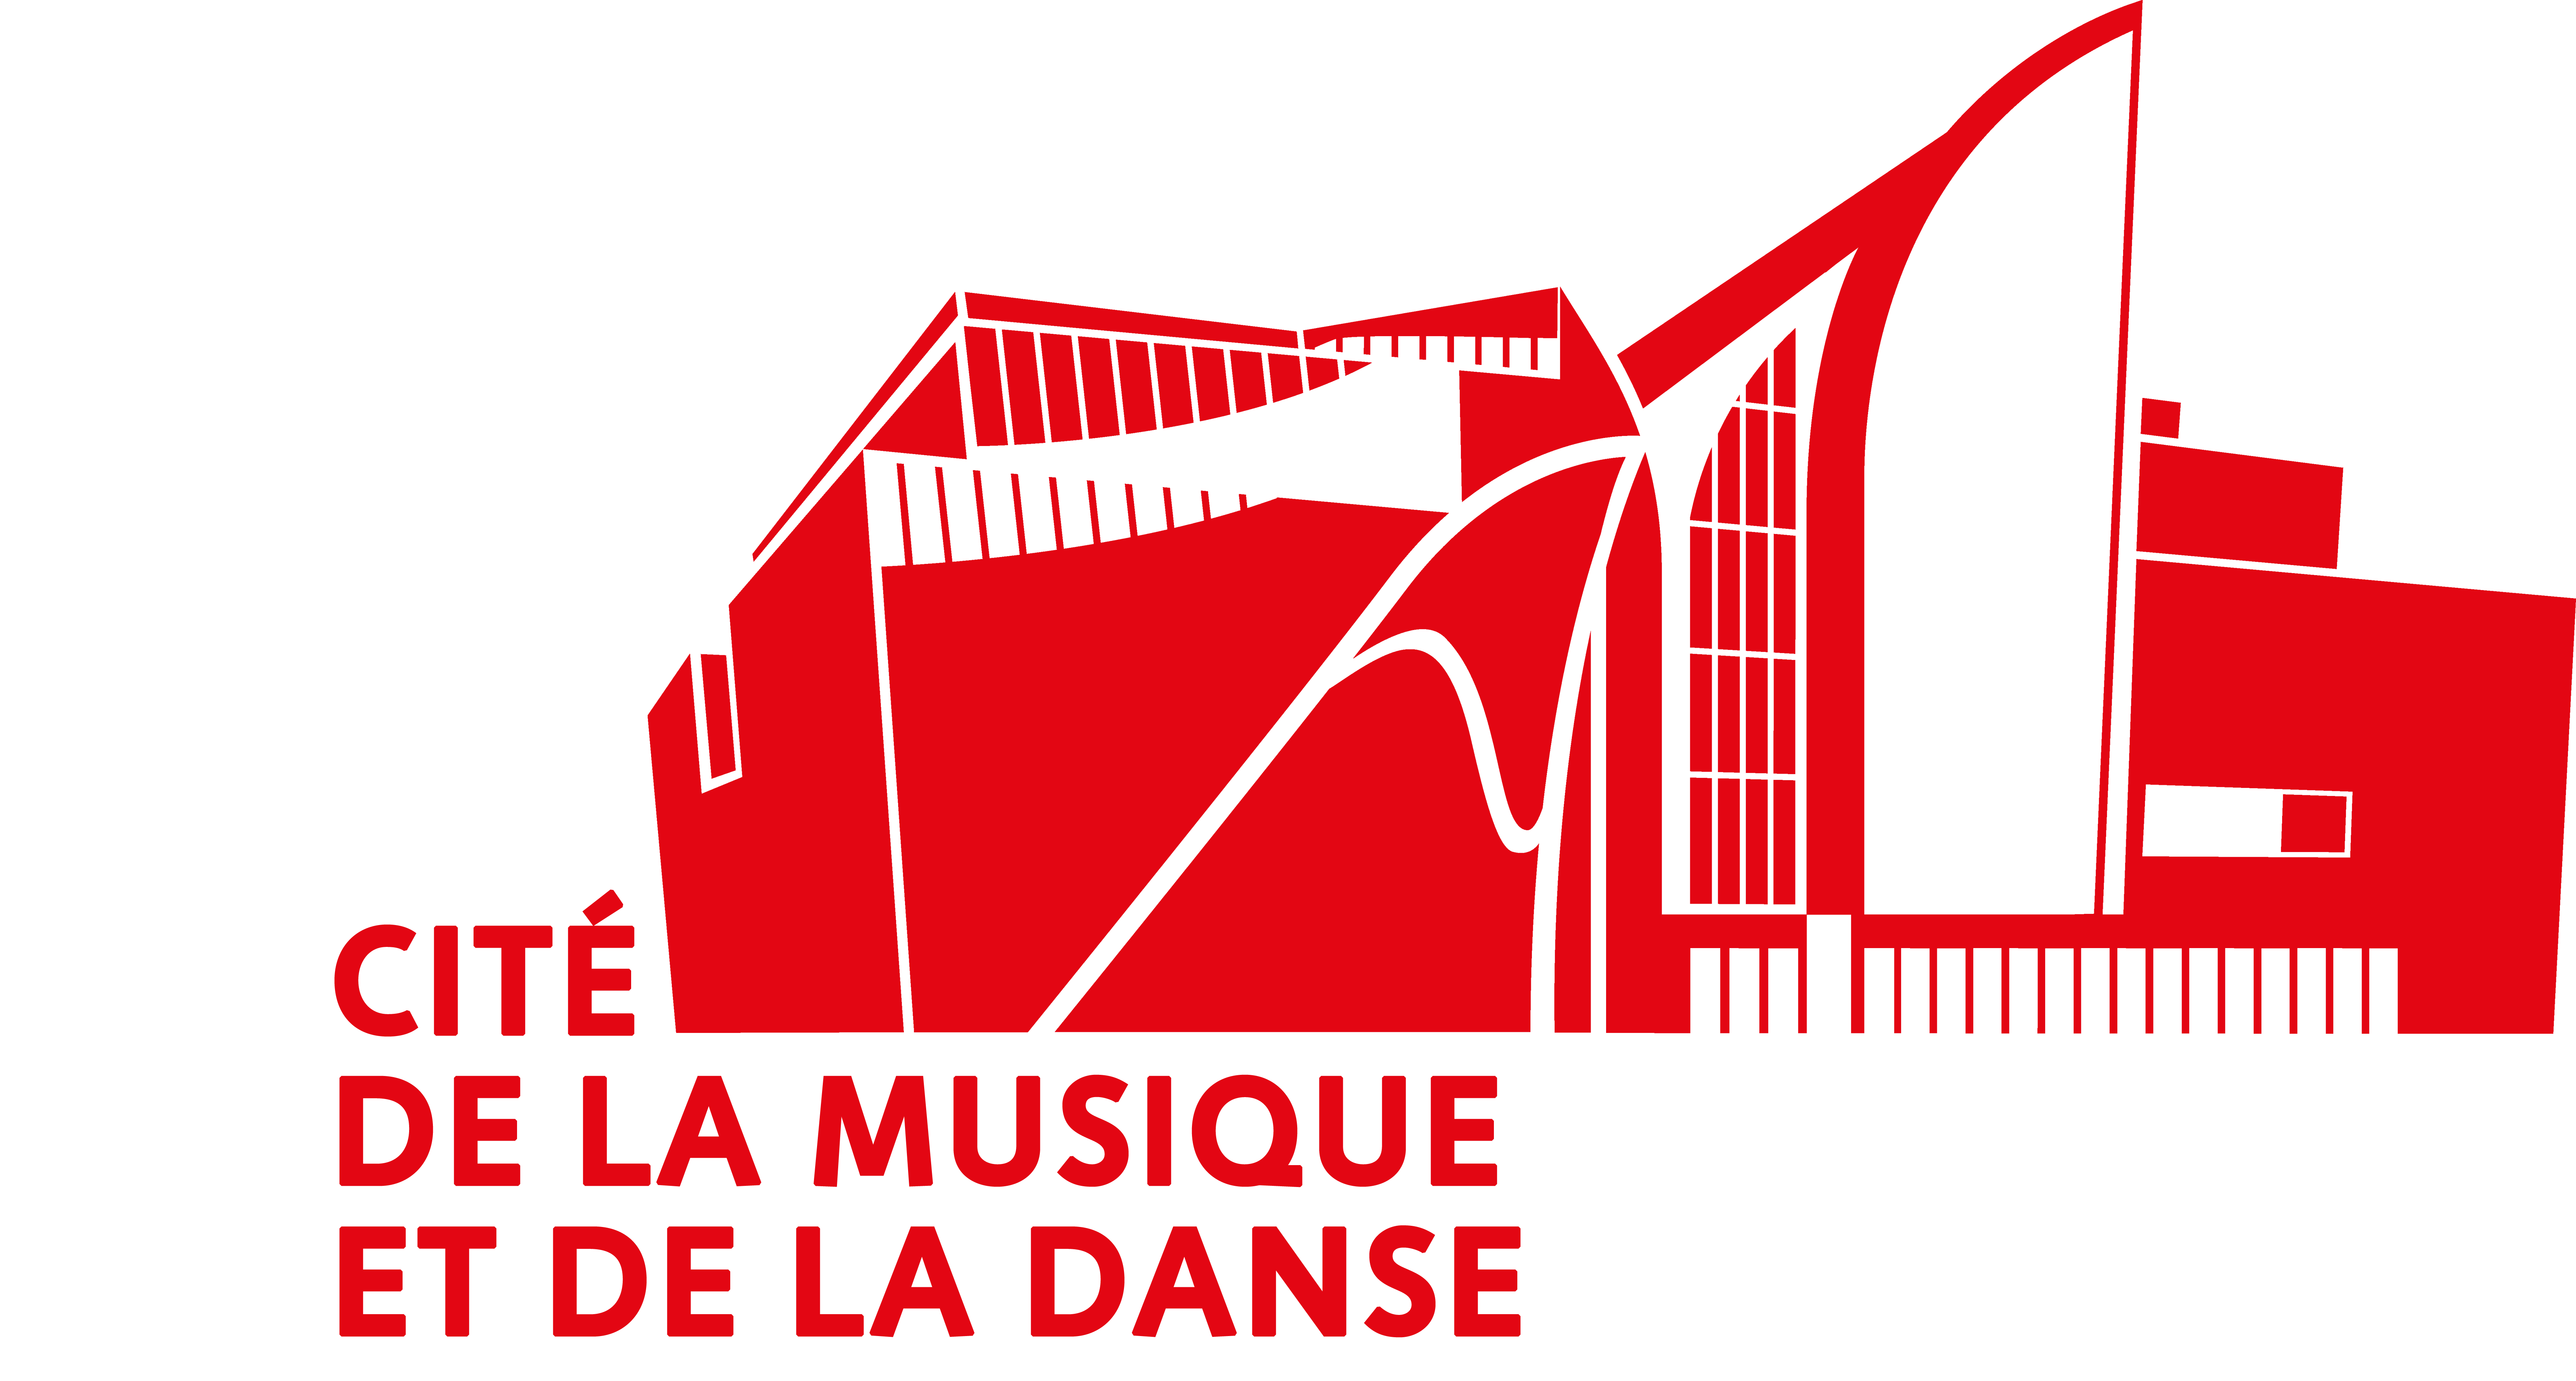 CITÉ
DE LA MUSIQUE
ET DE LA DANSE